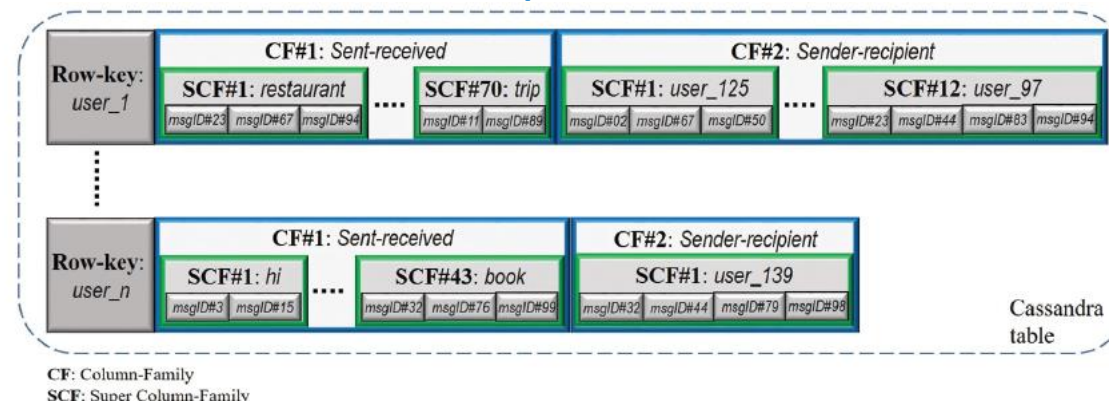 CF#1: Sent-received
CF#2: Sender-recipient
Row-key:
user_1
SCF#1: restaurant
msgID#23 msgID#67 msgID#94
....
SCF#70: trip
msgID#11 msgID#89
SCF#1: user_125
msgID#02 msgID#67 msgID#50
....
SCF#12: user_97
msgID#23 msgID#44 msgID#83 msgID#94
CF#1: Sent-received
CF#2: Sender-recipient
Row-key:
user_n
SCF#1: hi
msgID#3 msgID#15
....
SCF#43: book
msgID#32 msgID#76 msgID#99
SCF#1: user_139
msgID#32 msgID#44 msgID#79 msgID#98
Cassandra
table
CF: Column-Family
SCF: Super Column-Family